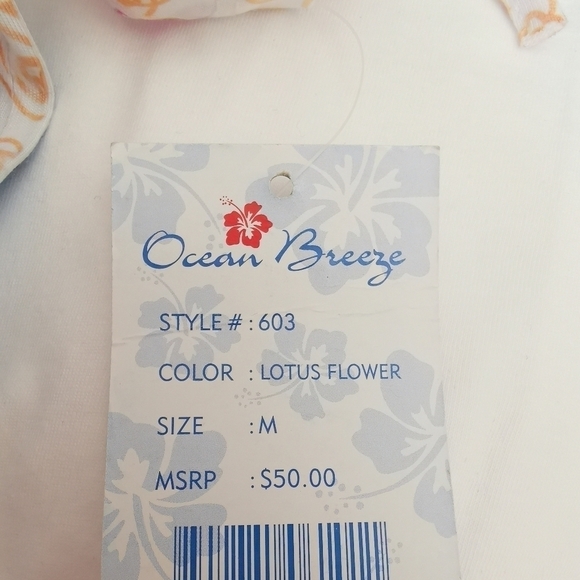 Ocean Breeze
STYLE # : 603
COLOR : LOTUS FLOWER
SIZE : M
MSRP : $50.00